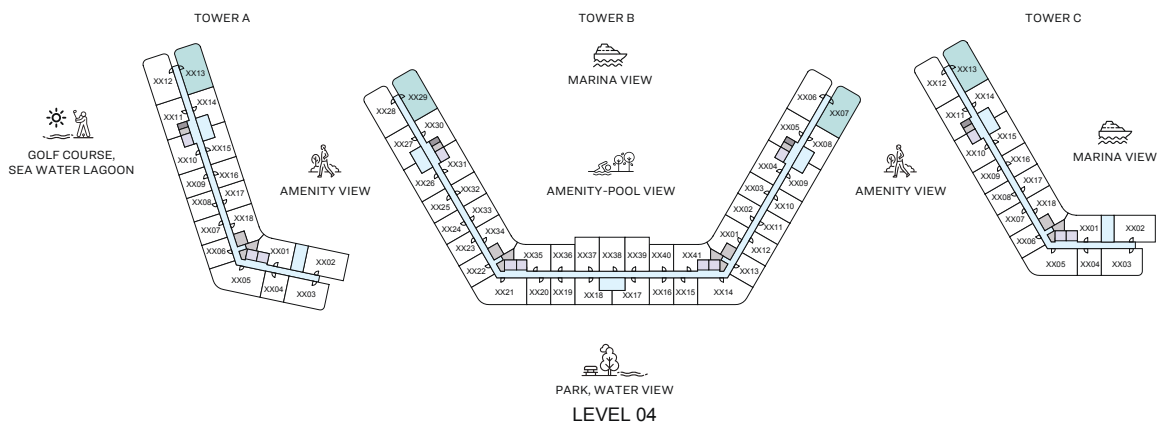 TOWER A
TOWER B
TOWER C
MARINA VIEW
GOLF COURSE,
SEA WATER LAGOON
AMENITY VIEW
AMENITY-POOL VIEW
AMENITY VIEW
MARINA VIEW
XX12
XX13
XX11
XX14
XX10
XX15
XX09
XX16
XX08
XX17
XX07
XX18
XX06
XX01
XX02
XX05
XX04
XX03
XX28
XX29
XX27
XX30
XX26
XX31
XX25
XX32
XX24
XX33
XX23
XX34
XX22
XX35
XX36
XX37
XX38
XX39
XX40
XX41
XX21
XX20
XX19
XX18
XX17
XX16
XX15
XX14
XX06
XX07
XX05
XX08
XX04
XX09
XX03
XX10
XX02
XX11
XX01
XX12
XX13
XX12
XX13
XX11
XX14
XX10
XX15
XX09
XX16
XX08
XX17
XX07
XX18
XX06
XX01
XX02
XX05
XX04
XX03
PARK, WATER VIEW
LEVEL 04